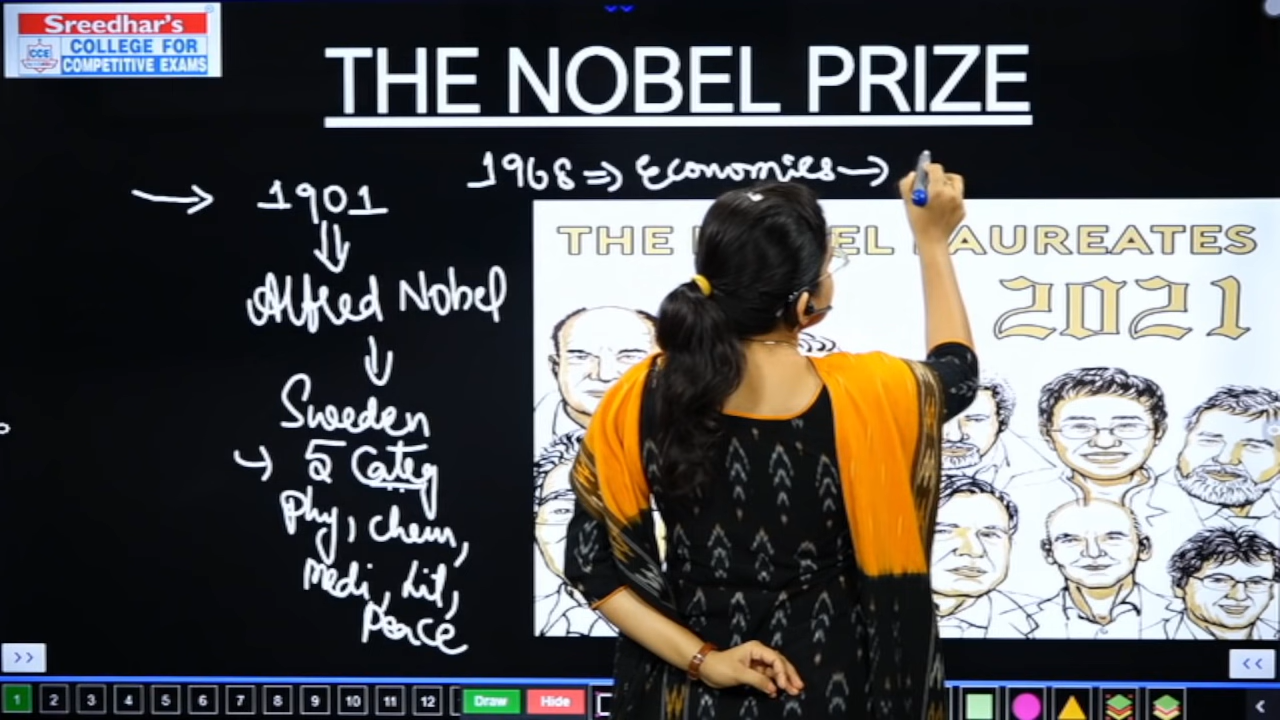 Sreedhar's
CCE
COLLEGE FOR
COMPETITIVE EXAMS
THE NOBEL PRIZE
1968 ⇒ Economics →
→ 1901
Alfred Nobel
Sweden
→ 5 Categ
phy, chem,
medi, Lit,
Peace
THE EL LAUREATES
2021
>>
<<
1 2 3 4 5 6 7 8 9 10 11 12 Draw Hide
<